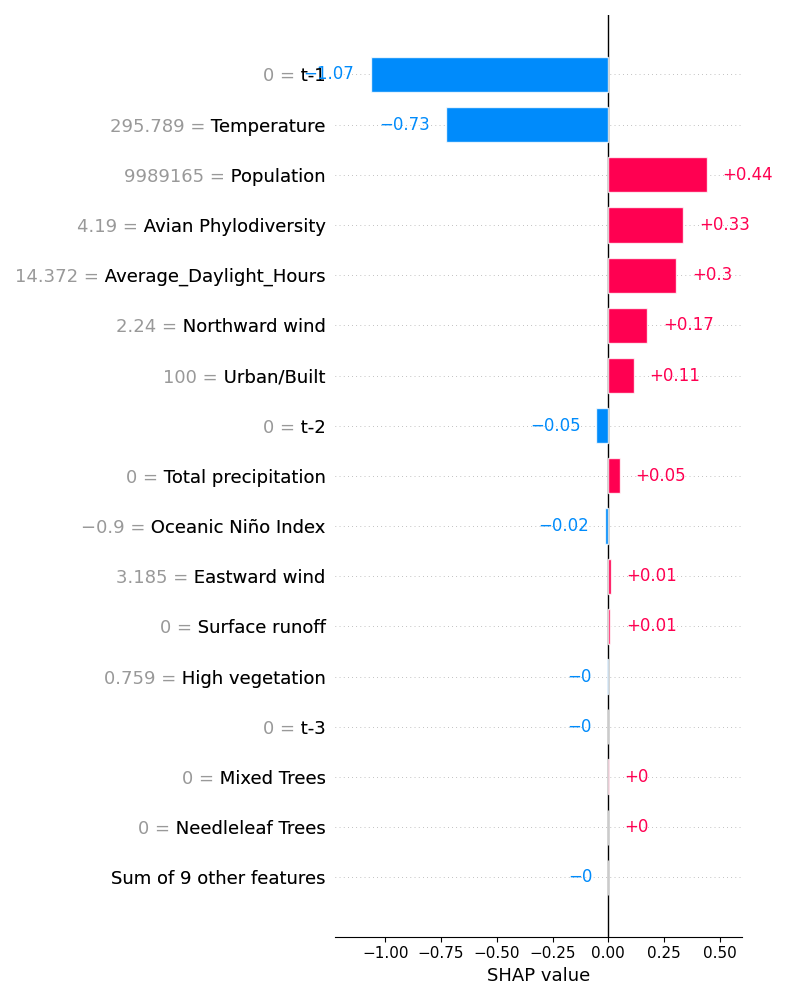 0 = t-1 −1.07
295.789 = Temperature −0.73
9989165 = Population +0.44
4.19 = Avian Phylodiversity +0.33
14.372 = Average_Daylight_Hours +0.3
2.24 = Northward wind +0.17
100 = Urban/Built +0.11
0 = t-2 −0.05
0 = Total precipitation +0.05
−0.9 = Oceanic Niño Index −0.02
3.185 = Eastward wind +0.01
0 = Surface runoff +0.01
0.759 = High vegetation −0
0 = t-3 −0
0 = Mixed Trees +0
0 = Needleleaf Trees +0
Sum of 9 other features −0
−1.00 −0.75 −0.50 −0.25 0.00 0.25 0.50
SHAP value